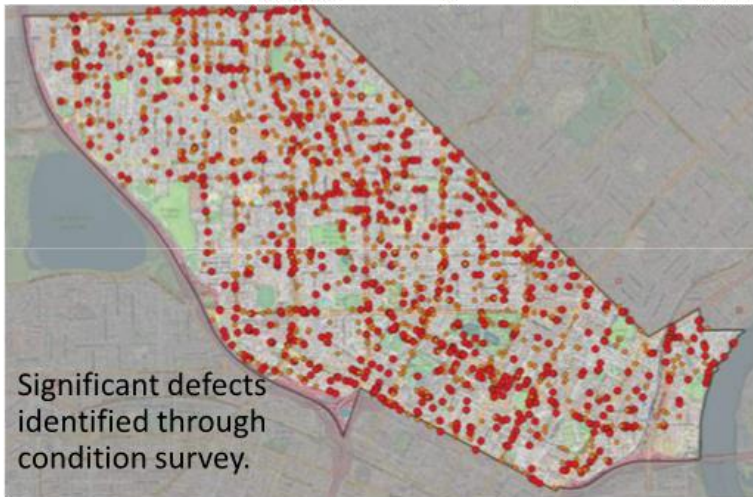 Significant defects
identified through
condition survey.